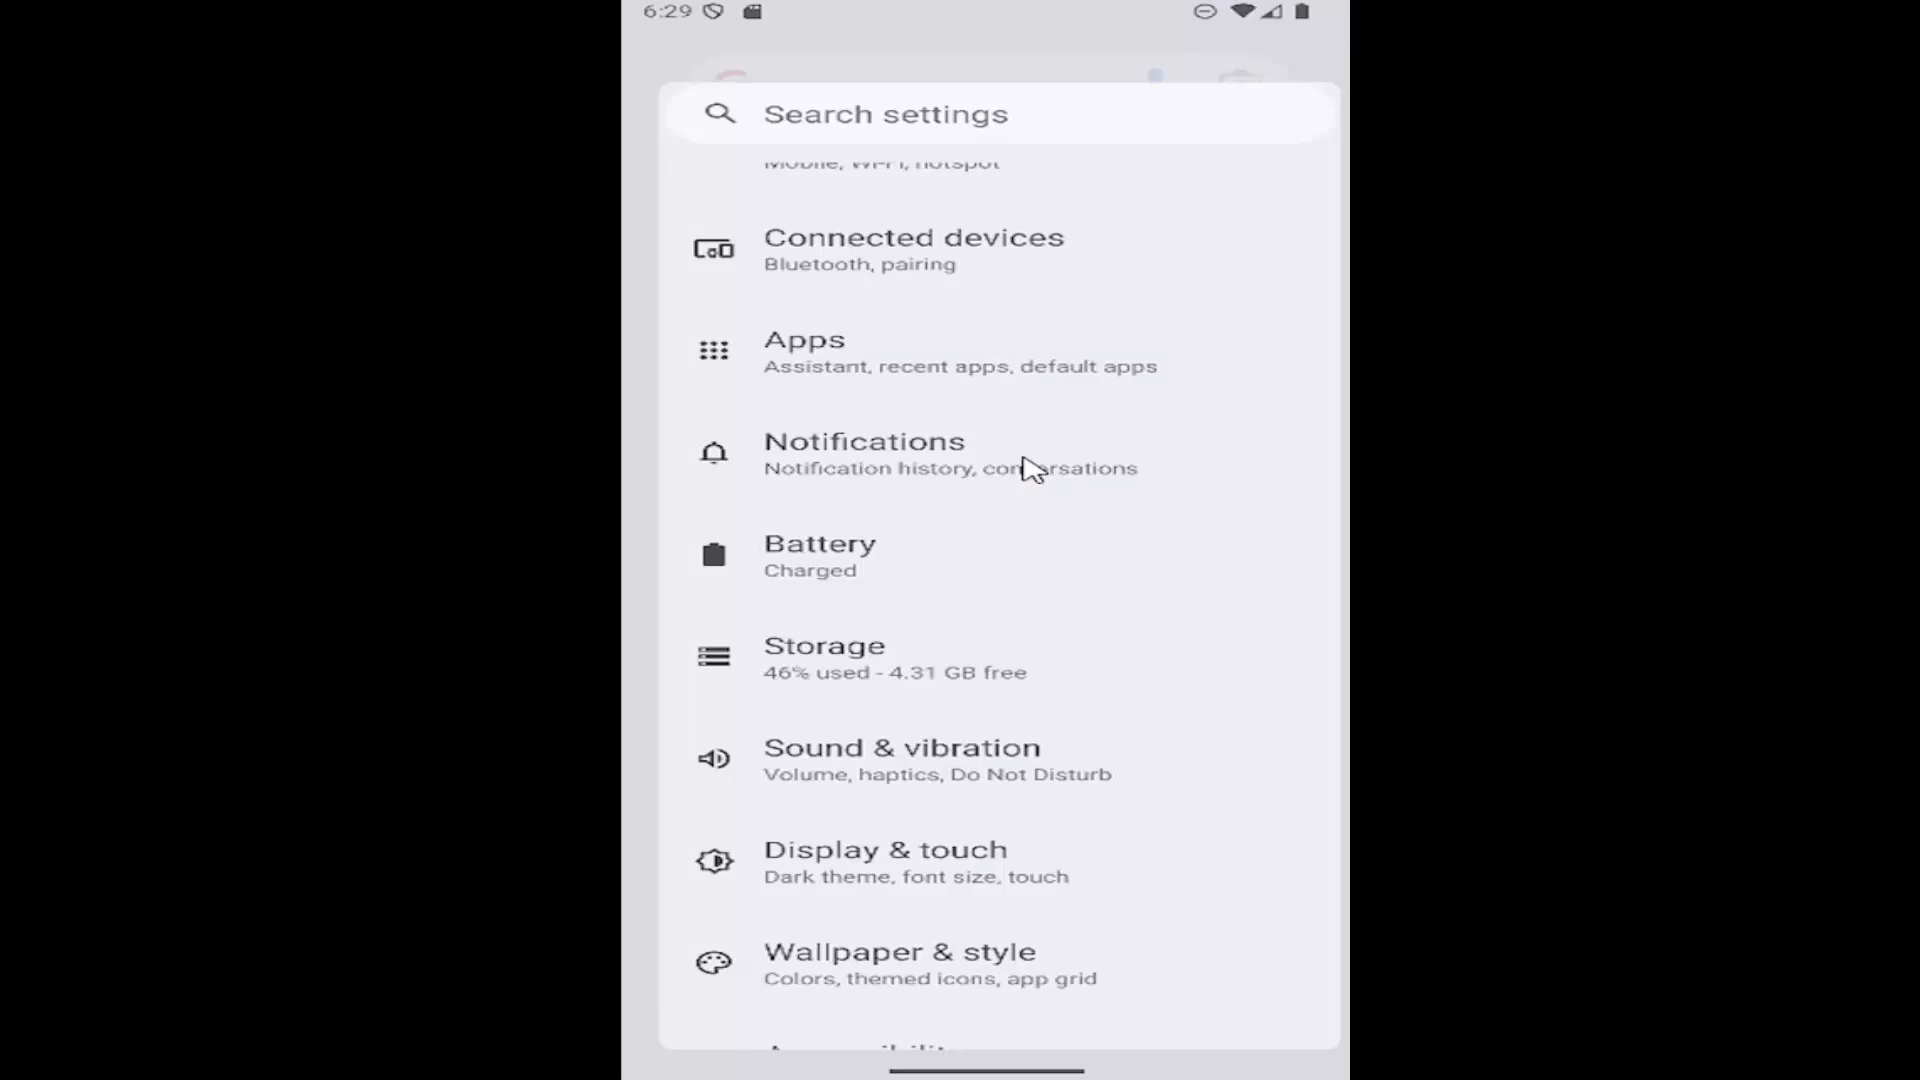 6:29
Search settings
Mobile, Wi-Fi, hotspot
Connected devices
Bluetooth, pairing
Apps
Assistant, recent apps, default apps
Notifications
Notification history, conversations
Battery
Charged
Storage
46% used - 4.31 GB free
Sound & vibration
Volume, haptics, Do Not Disturb
Display & touch
Dark theme, font size, touch
Wallpaper & style
Colors, themed icons, app grid